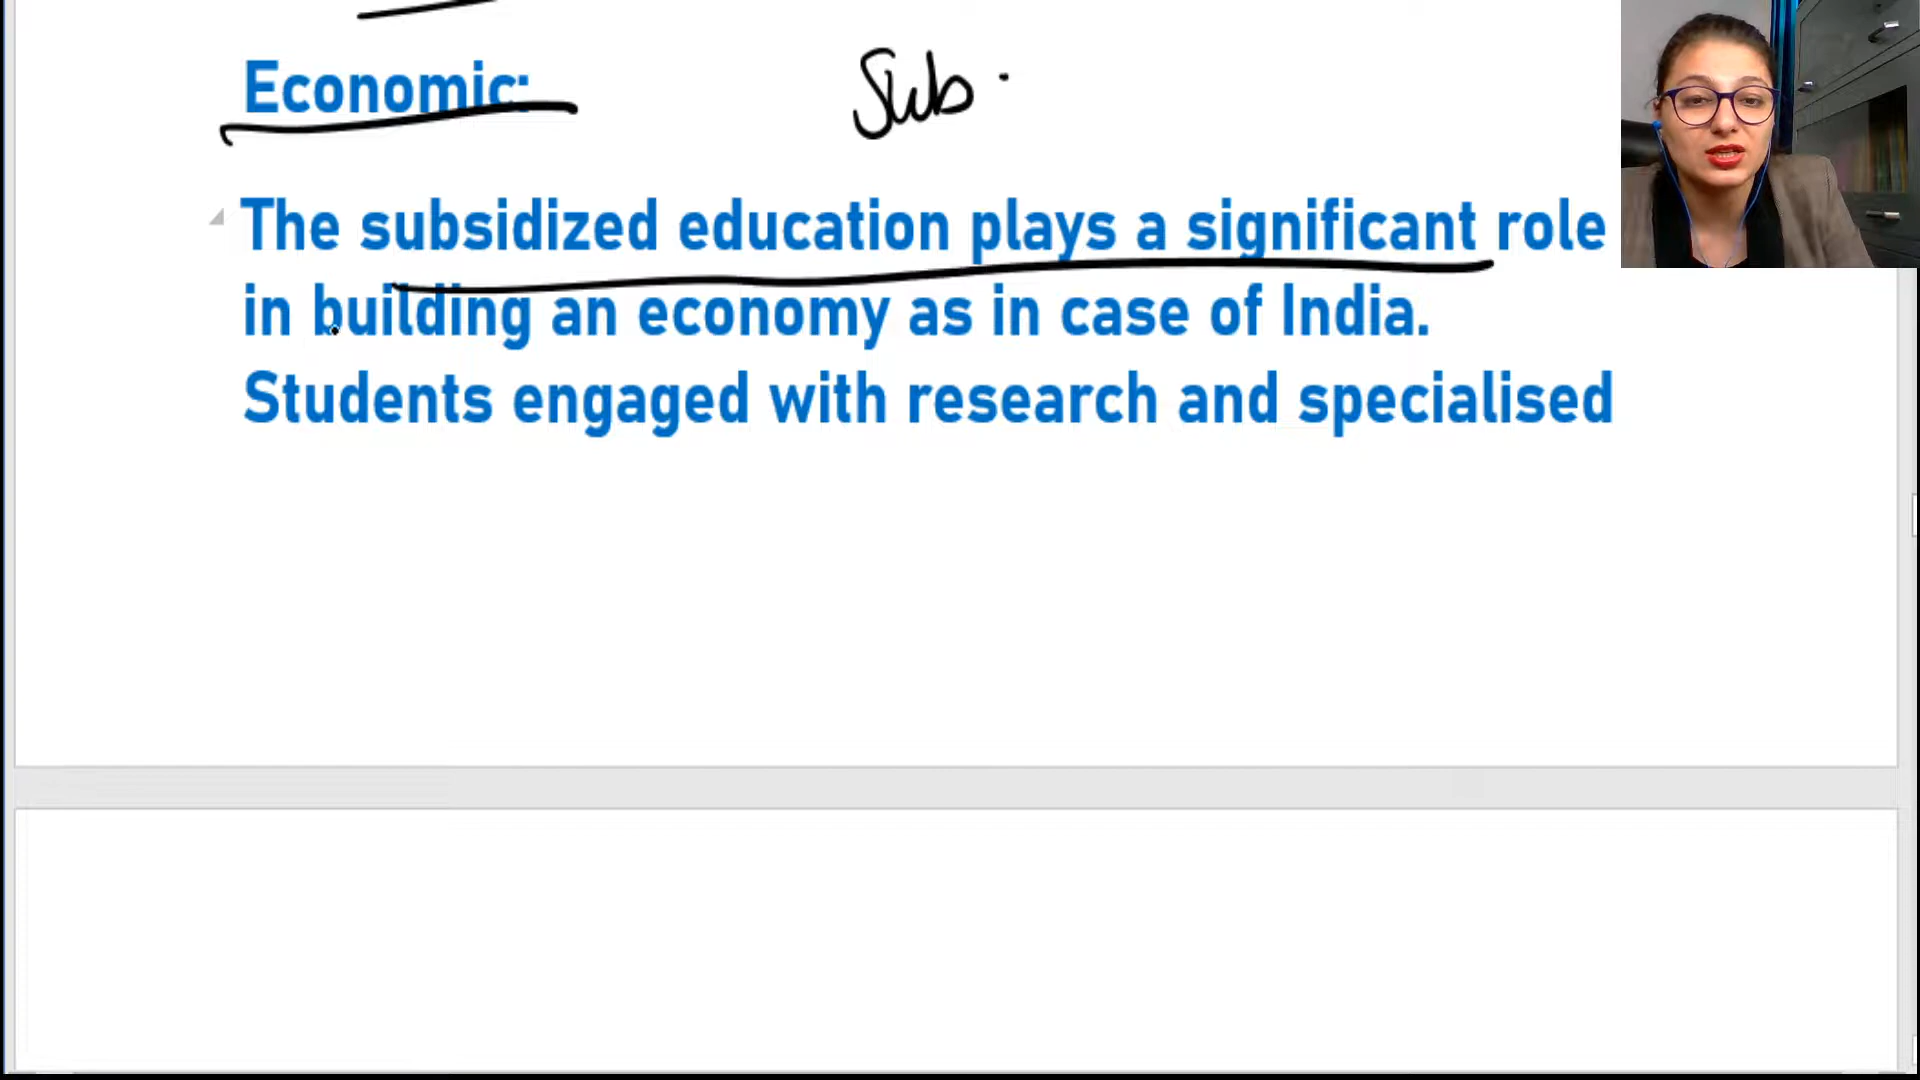 Economic:
Sub.
The subsidized education plays a significant role
in building an economy as in case of India.
Students engaged with research and specialised